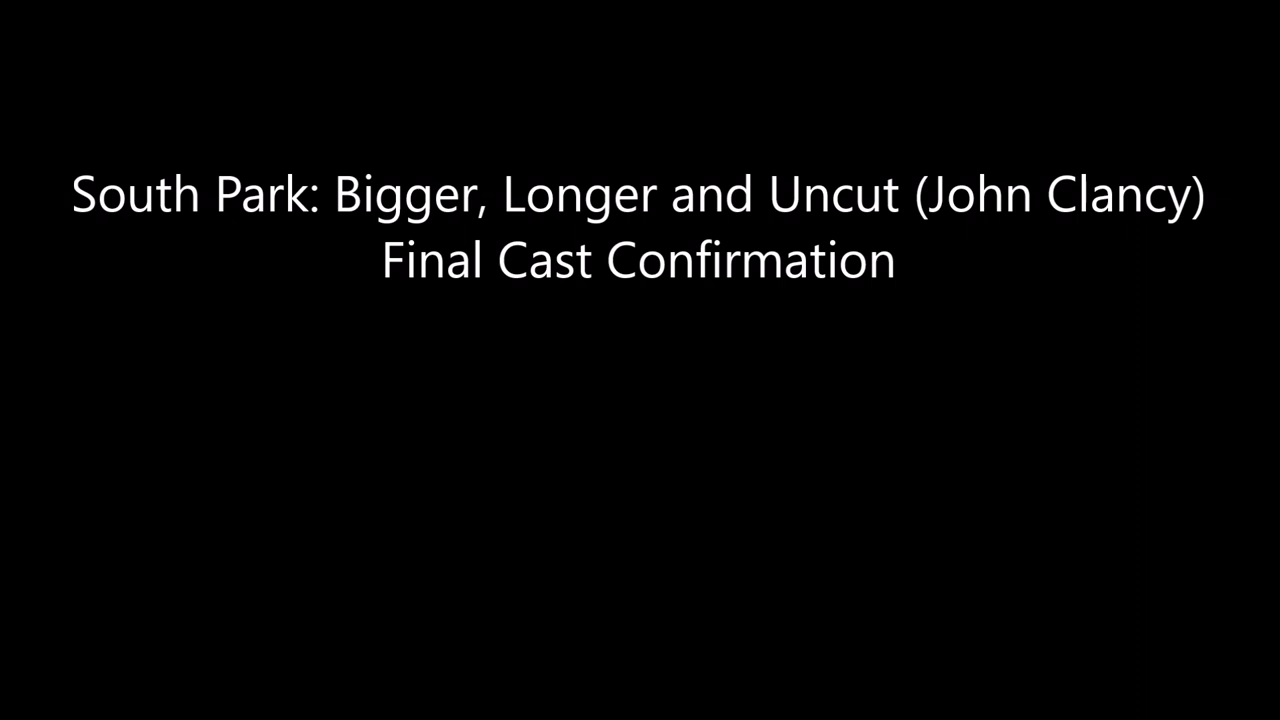 South Park: Bigger, Longer and Uncut (John Clancy)
Final Cast Confirmation